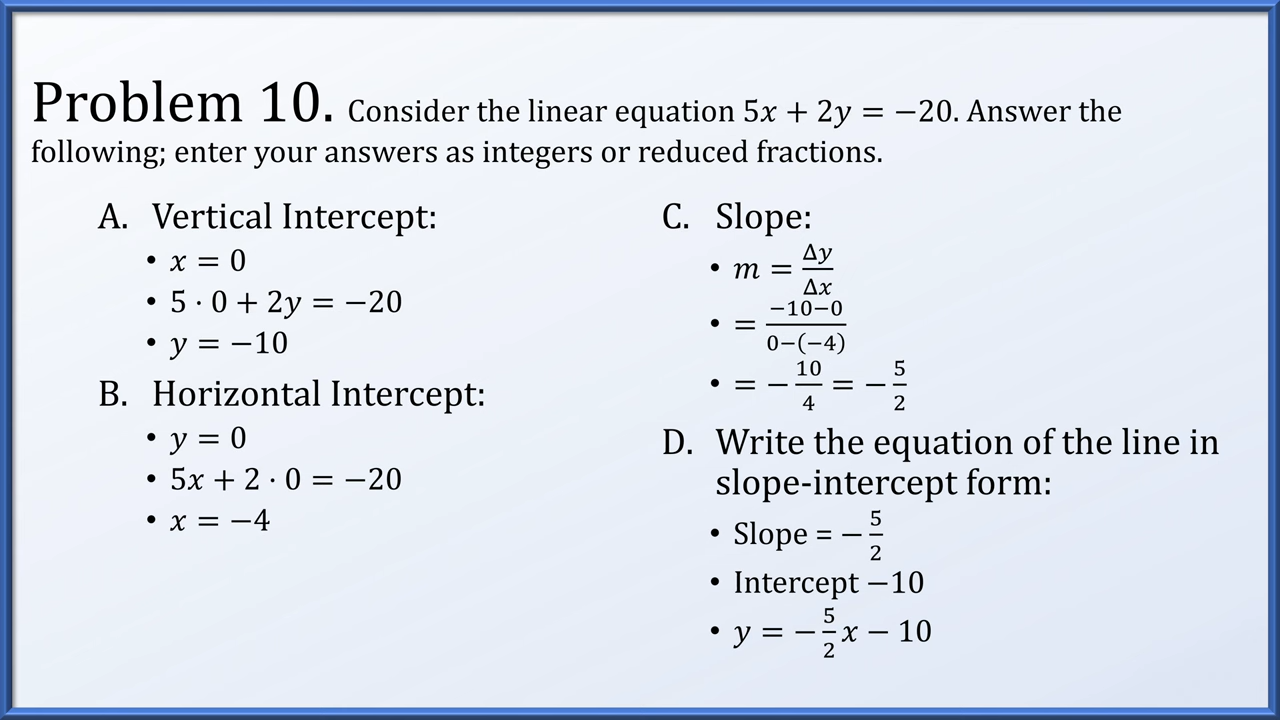 Problem 10. Consider the linear equation 5x + 2y = −20. Answer the
following; enter your answers as integers or reduced fractions.
A. Vertical Intercept:
• x = 0
• 5 · 0 + 2y = −20
• y = −10
B. Horizontal Intercept:
• y = 0
• 5x + 2 · 0 = −20
• x = −4
C. Slope:
• m = Δy/Δx
• = −10−0/0−(−4)
• = −10/4 = −5/2
D. Write the equation of the line in
slope-intercept form:
• Slope = −5/2
• Intercept −10
• y = −5/2x − 10